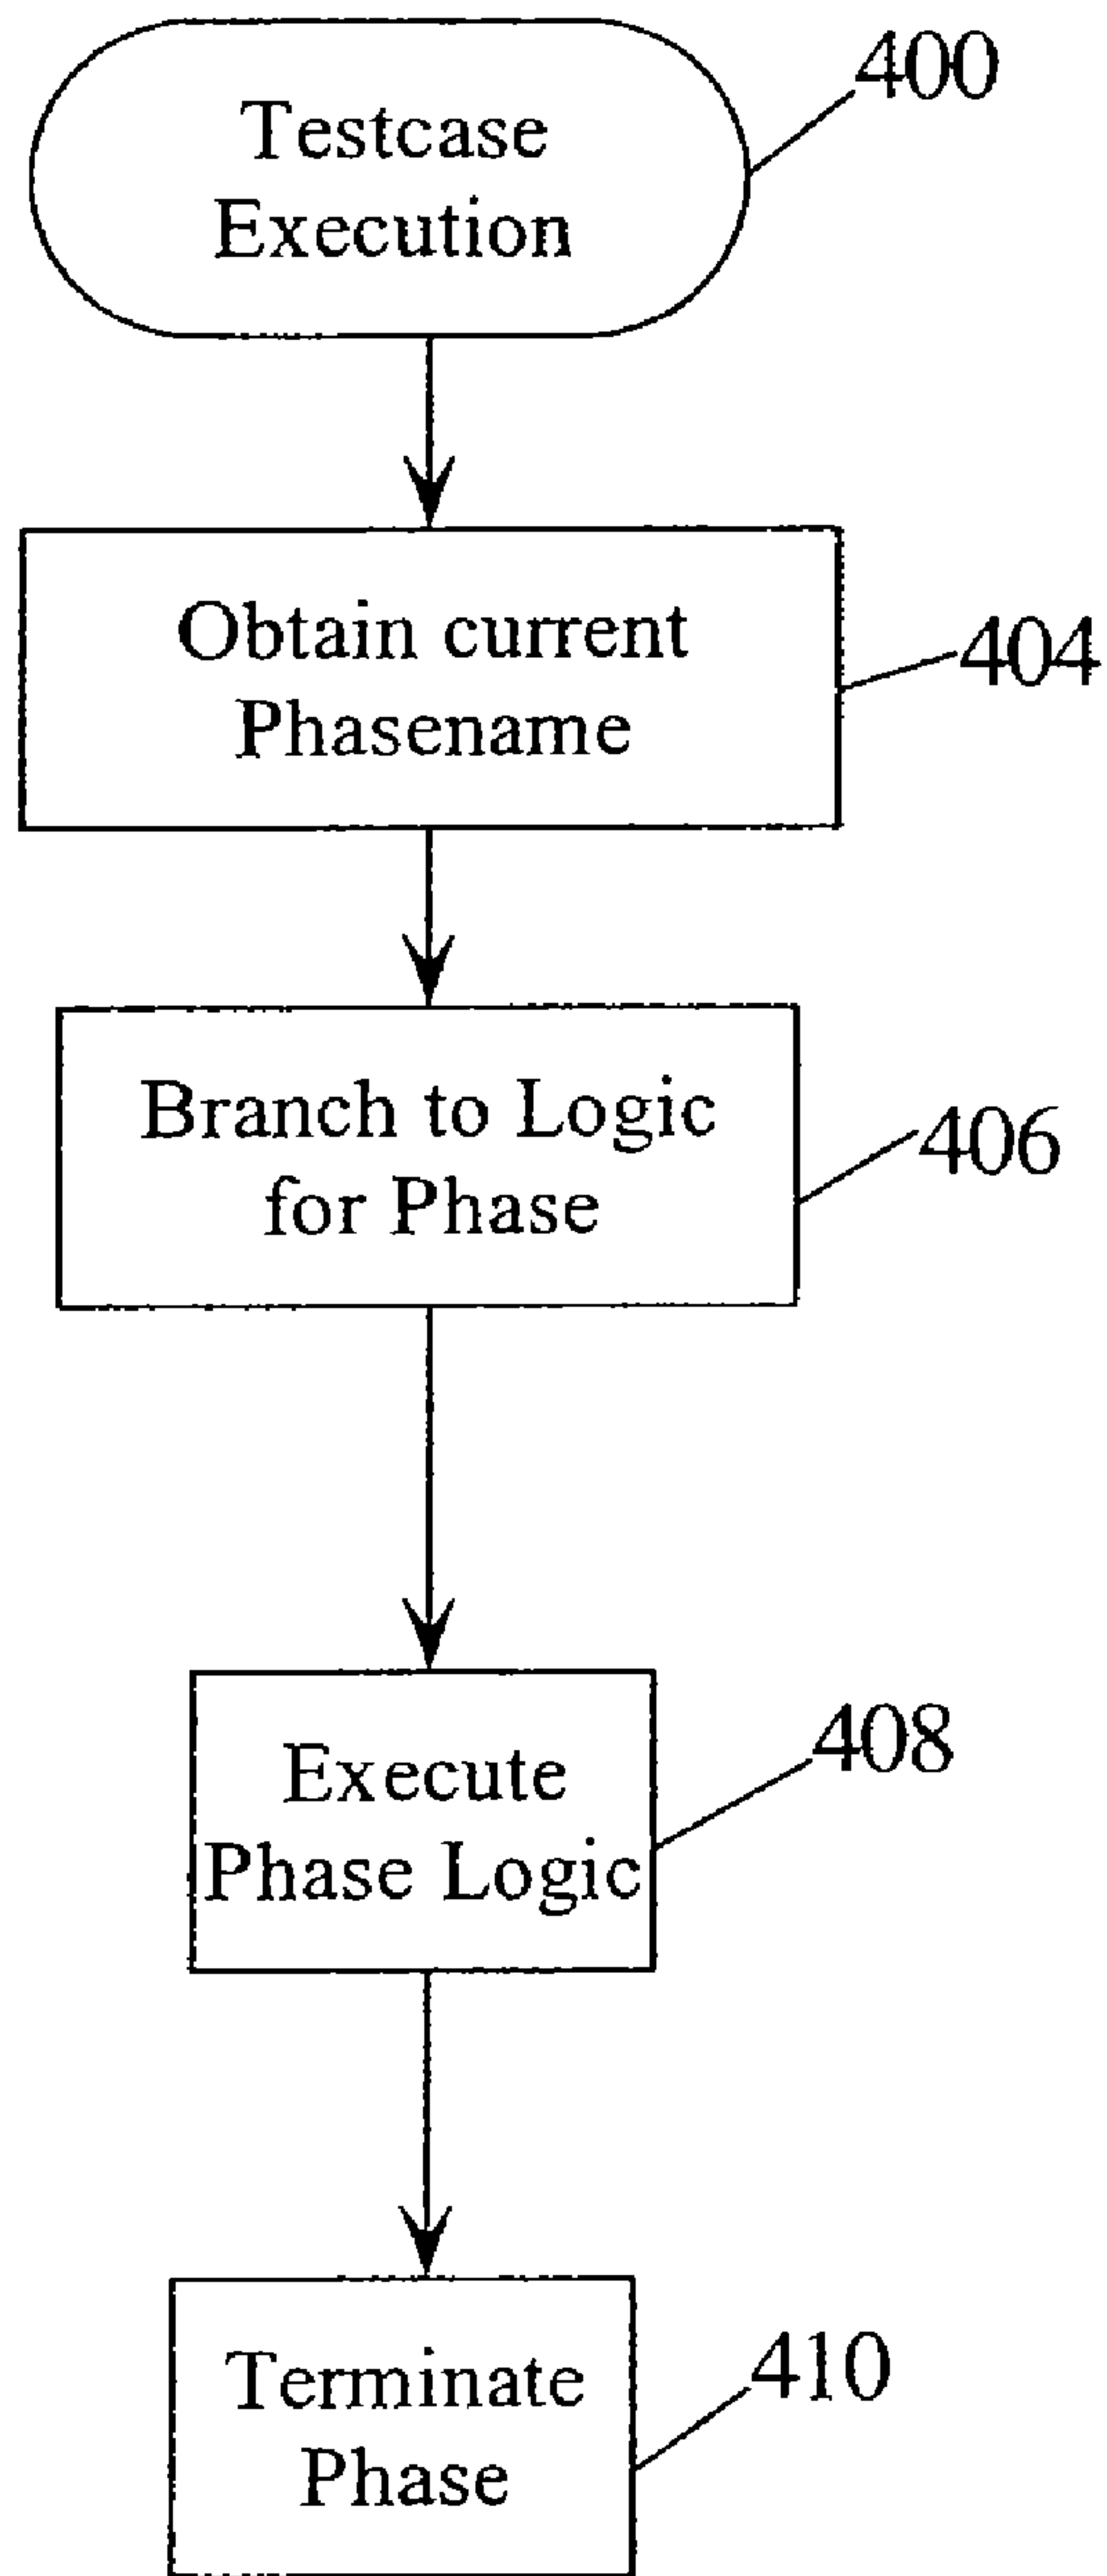 400
Testcase
Execution
Obtain current
Phasename
404
Branch to Logic
for Phase
406
Execute
Phase Logic
408
Terminate
Phase
410